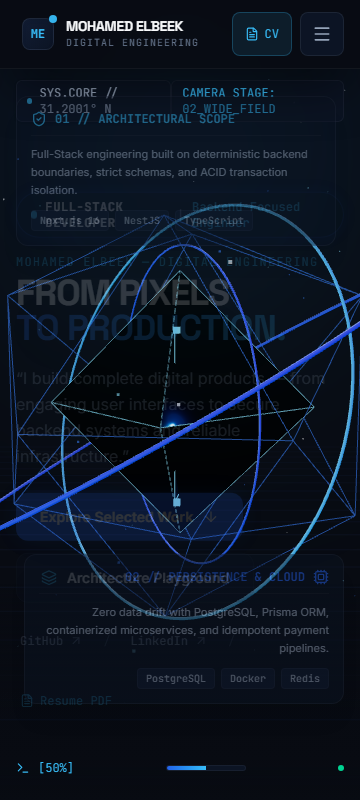 ME
MOHAMED ELBEEK
DIGITAL ENGINEERING
CV
SYS.CORE //
31.2001° N
CAMERA STAGE:
02_WIDE_FIELD
01 // ARCHITECTURAL SCOPE
Full-Stack engineering built on deterministic backend
boundaries, strict schemas, and ACID transaction
isolation.
FULL-STACK
DEVELOPER
Backend-Focused
Engineer
Next.js 16
NestJS
TypeScript
MOHAMED ELBEEK — DIGITAL ENGINEERING
FROM PIXELS
TO PRODUCTION.
“I build complete digital products, from
engaging user interfaces to secure
backend systems and reliable
infrastructure.”
Explore Selected Work ↓
Architecture Playground
// PERSISTENCE & CLOUD
Zero data drift with PostgreSQL, Prisma ORM,
containerized microservices, and idempotent payment
pipelines.
GitHub ↗ / LinkedIn ↗ /
PostgreSQL
Docker
Redis
Resume PDF
[50%]